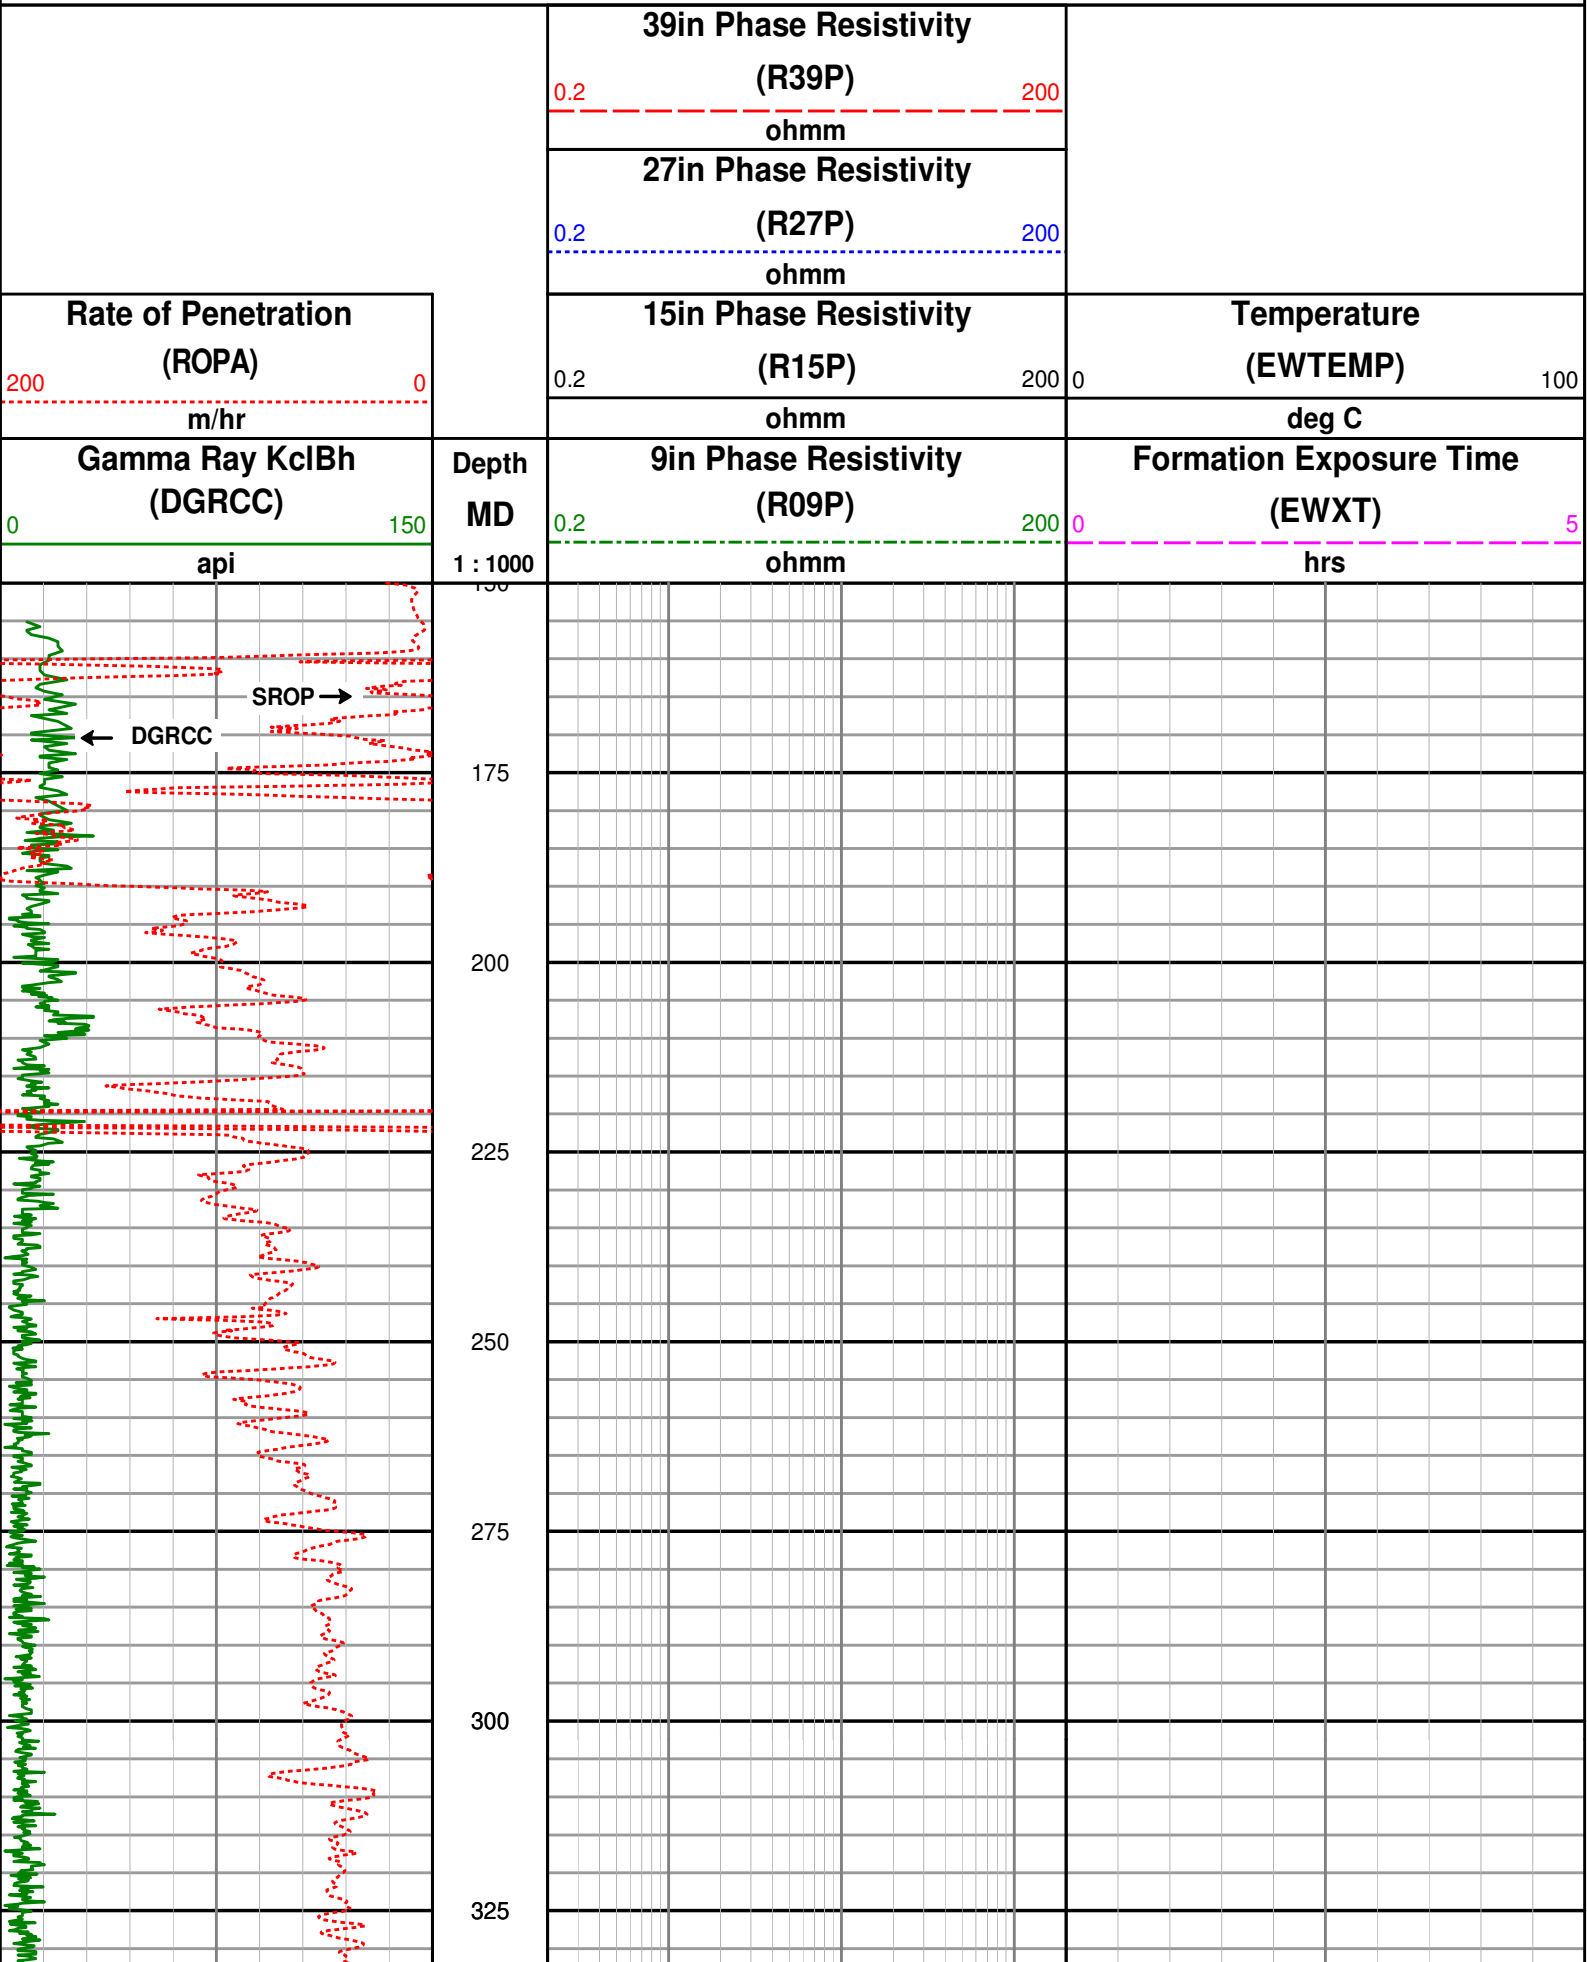 39in Phase Resistivity
(R39P)
0.2 200
ohmm
27in Phase Resistivity
(R27P)
0.2 200
ohmm
Rate of Penetration
(ROPA)
200 0
m/hr
15in Phase Resistivity
(R15P)
0.2 200
ohmm
Temperature
(EWTEMP)
0 100
deg C
Gamma Ray KclBh
(DGRCC)
0 150
api
Depth
MD
1 : 1000
9in Phase Resistivity
(R09P)
0.2 200
ohmm
Formation Exposure Time
(EWXT)
0 5
hrs
150
SROP
DGRCC
175
200
225
250
275
300
325